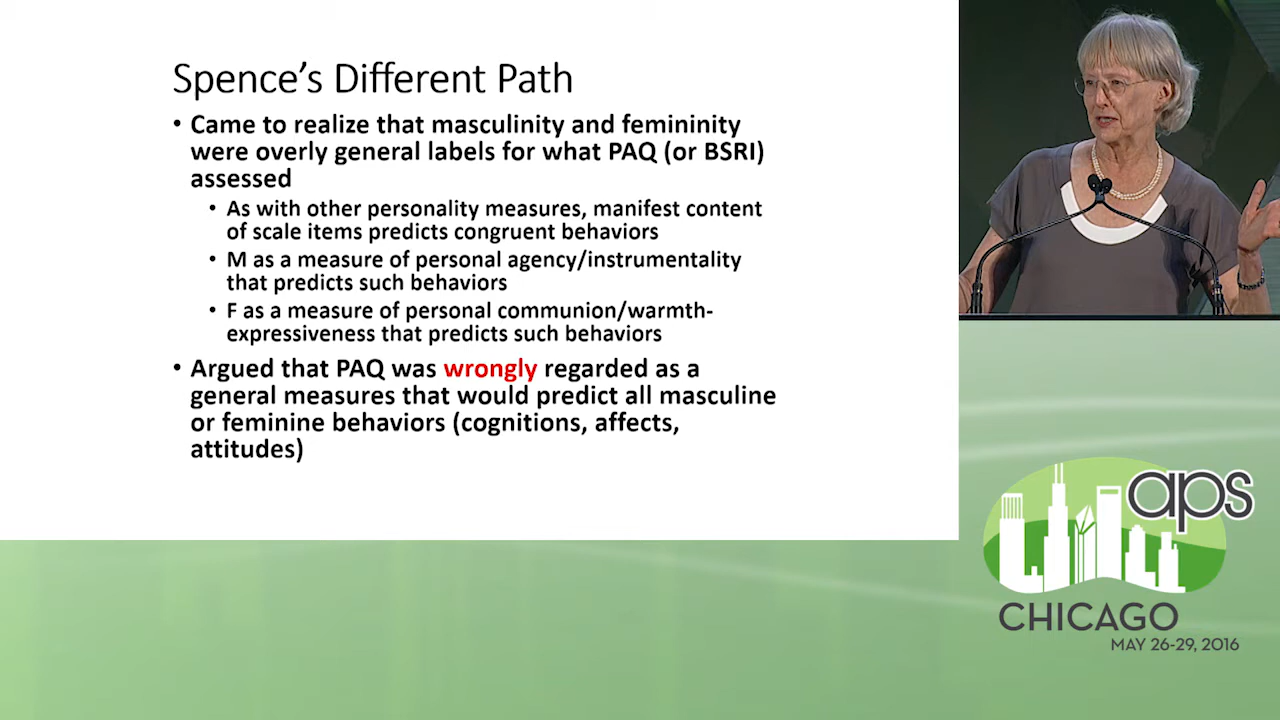 Spence's Different Path
• Came to realize that masculinity and femininity
were overly general labels for what PAQ (or BSRI)
assessed
• As with other personality measures, manifest content
of scale items predicts congruent behaviors
• M as a measure of personal agency/instrumentality
that predicts such behaviors
• F as a measure of personal communion/warmth-
expressiveness that predicts such behaviors
• Argued that PAQ was wrongly regarded as a
general measures that would predict all masculine
or feminine behaviors (cognitions, affects,
attitudes)
aps
CHICAGO
MAY 26-29, 2016